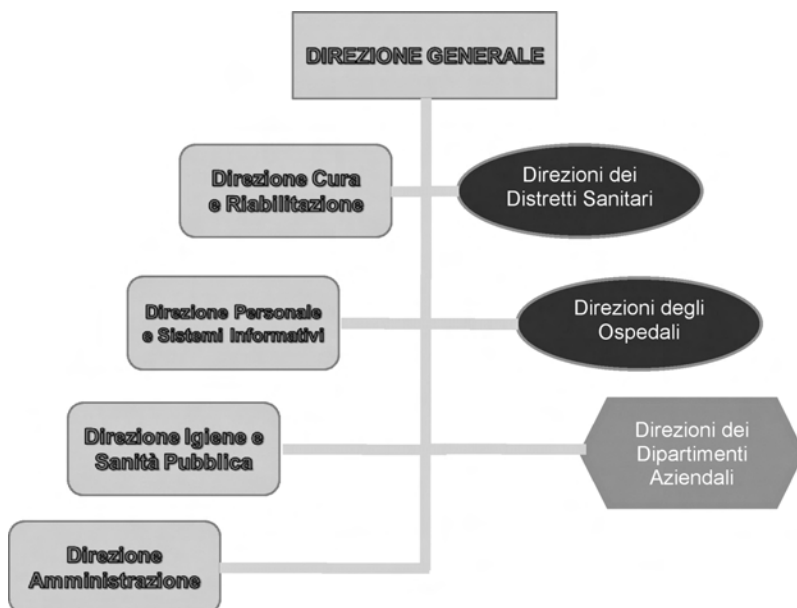 DIREZIONE GENERALE
Direzione Cura
e Riabilitazione
Direzioni dei
Distretti Sanitari
Direzione Personale
e Sistemi Informativi
Direzioni degli
Ospedali
Direzione Igiene e
Sanità Pubblica
Direzioni dei
Dipartimenti
Aziendali
Direzione
Amministrazione